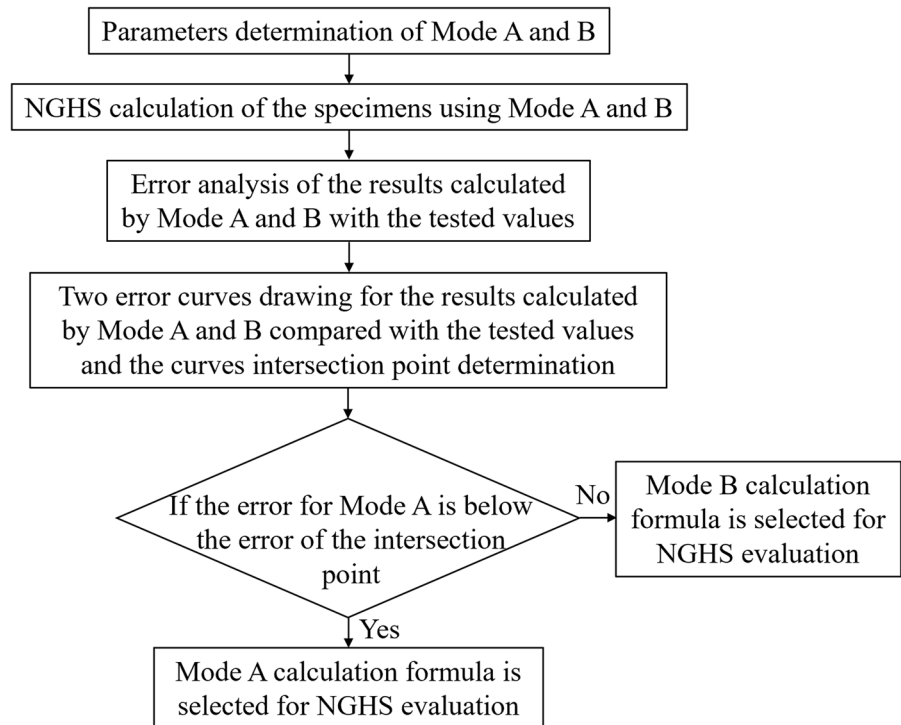 Parameters determination of Mode A and B
NGHS calculation of the specimens using Mode A and B
Error analysis of the results calculated
by Mode A and B with the tested values
Two error curves drawing for the results calculated
by Mode A and B compared with the tested values
and the curves intersection point determination
If the error for Mode A is below
the error of the intersection
point
No
Mode B calculation
formula is selected for
NGHS evaluation
Yes
Mode A calculation formula is
selected for NGHS evaluation